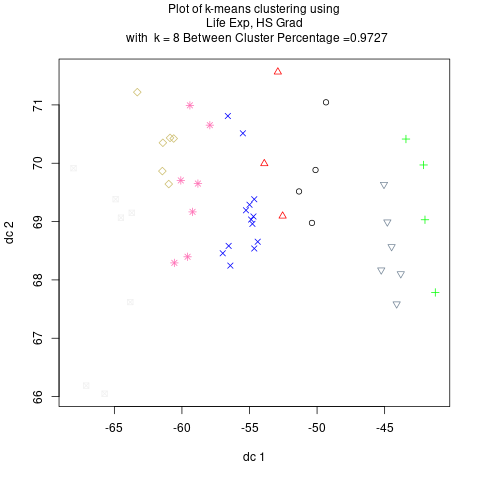 Plot of k-means clustering using
Life Exp, HS Grad
with  k = 8 Between Cluster Percentage =0.9727
71
70
69
68
67
66
dc 2
-65
-60
-55
-50
-45
dc 1